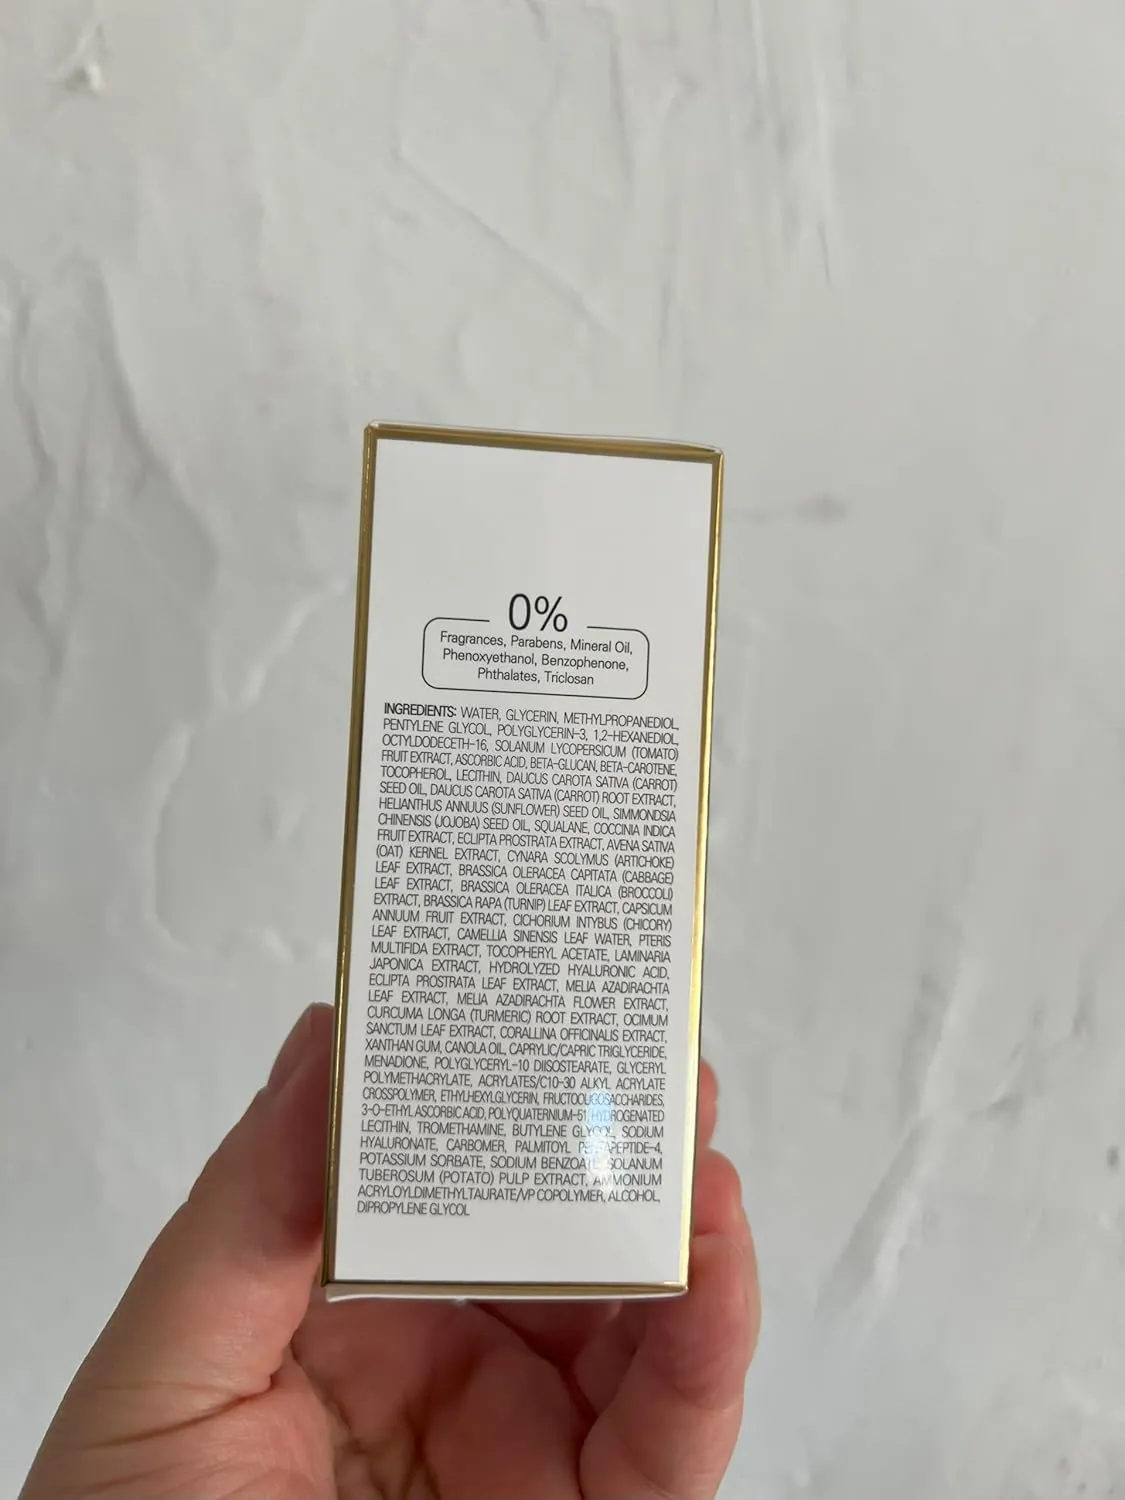 0%
Fragrances, Parabens, Mineral Oil,
Phenoxyethanol, Benzophenone,
Phthalates, Triclosan
INGREDIENTS: WATER, GLYCERIN, METHYLPROPANEDIOL,
PENTYLENE GLYCOL, POLYGLYCERIN-3, 1,2-HEXANEDIOL,
OCTYLDODECETH-16, SOLANUM LYCOPERSICUM (TOMATO)
FRUIT EXTRACT, ASCORBIC ACID, BETA-GLUCAN, BETA-CAROTENE,
TOCOPHEROL, LECITHIN, DAUCUS CAROTA SATIVA (CARROT)
SEED OIL, DAUCUS CAROTA SATIVA (CARROT) ROOT EXTRACT,
HELIANTHUS ANNUUS (SUNFLOWER) SEED OIL, SIMMONDSIA
CHINENSIS (JOJOBA) SEED OIL, SQUALANE, COCCINIA INDICA
FRUIT EXTRACT, ECLIPTA PROSTRATA EXTRACT, AVENA SATIVA
(OAT) KERNEL EXTRACT, CYNARA SCOLYMUS (ARTICHOKE)
LEAF EXTRACT, BRASSICA OLERACEA CAPITATA (CABBAGE)
LEAF EXTRACT, BRASSICA OLERACEA ITALICA (BROCCOLI)
EXTRACT, BRASSICA RAPA (TURNIP) LEAF EXTRACT, CAPSICUM
ANNUUM FRUIT EXTRACT, CICHORIUM INTYBUS (CHICORY)
LEAF EXTRACT, CAMELLIA SINENSIS LEAF WATER, PTERIS
MULTIFIDA EXTRACT, TOCOPHERYL ACETATE, LAMINARIA
JAPONICA EXTRACT, HYDROLYZED HYALURONIC ACID,
ECLIPTA PROSTRATA LEAF EXTRACT, MELIA AZADIRACHTA
LEAF EXTRACT, MELIA AZADIRACHTA FLOWER EXTRACT,
CURCUMA LONGA (TURMERIC) ROOT EXTRACT, OCIMUM
SANCTUM LEAF EXTRACT, CORALLINA OFFICINALIS EXTRACT,
XANTHAN GUM, CANOLA OIL, CAPRYLIC/CAPRIC TRIGLYCERIDE,
MENADIONE, POLYGLYCERYL-10 DIISOSTEARATE, GLYCERYL
POLYMETHACRYLATE, ACRYLATES/C10-30 ALKYL ACRYLATE
CROSSPOLYMER, ETHYLHEXYLGLYCERIN, FRUCTOOLIGOSACCHARIDES,
3-O-ETHYL ASCORBIC ACID, POLYQUATERNIUM-51, HYDROGENATED
LECITHIN, TROMETHAMINE, BUTYLENE GLYCOL, SODIUM
HYALURONATE, CARBOMER, PALMITOYL PENTAPEPTIDE-4,
POTASSIUM SORBATE, SODIUM BENZOATE, SOLANUM
TUBEROSUM (POTATO) PULP EXTRACT, AMMONIUM
ACRYLOYLDIMETHYLTAURATE/VP COPOLYMER, ALCOHOL,
DIPROPYLENE GLYCOL